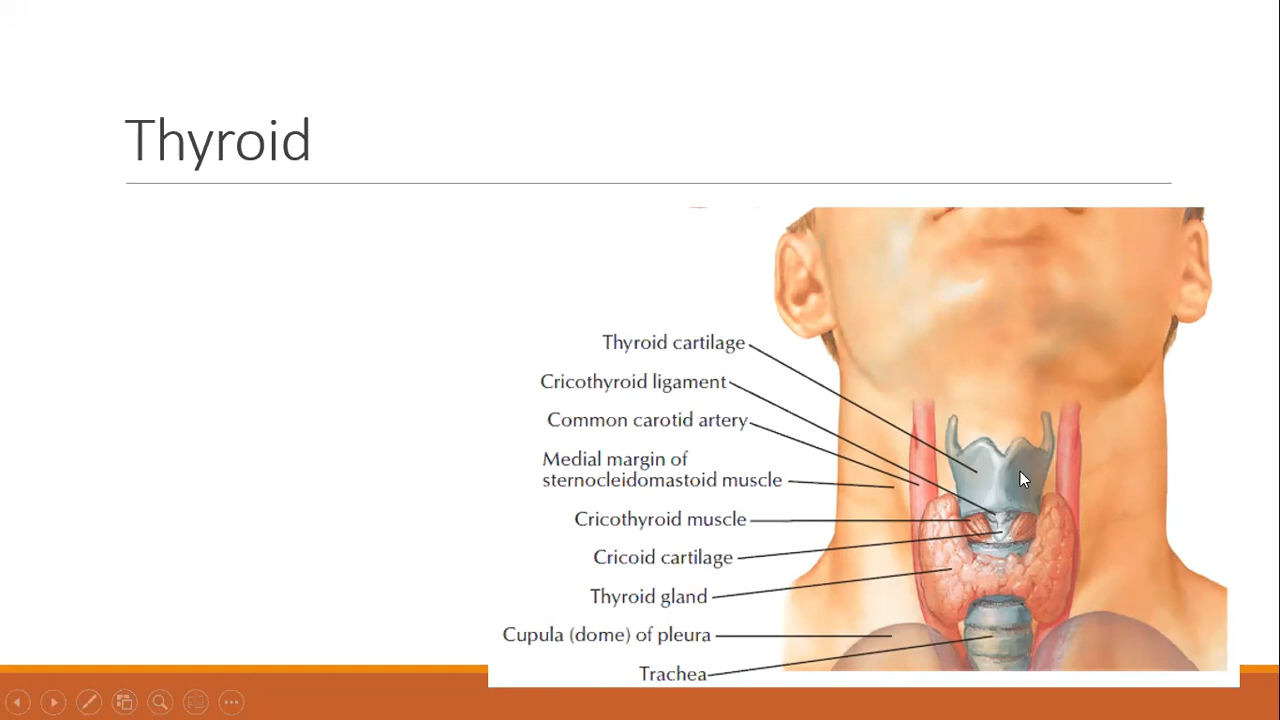 Thyroid
Thyroid cartilage
Cricothyroid ligament
Common carotid artery
Medial margin of
sternocleidomastoid muscle
Cricothyroid muscle
Cricoid cartilage
Thyroid gland
Cupula (dome) of pleura
Trachea